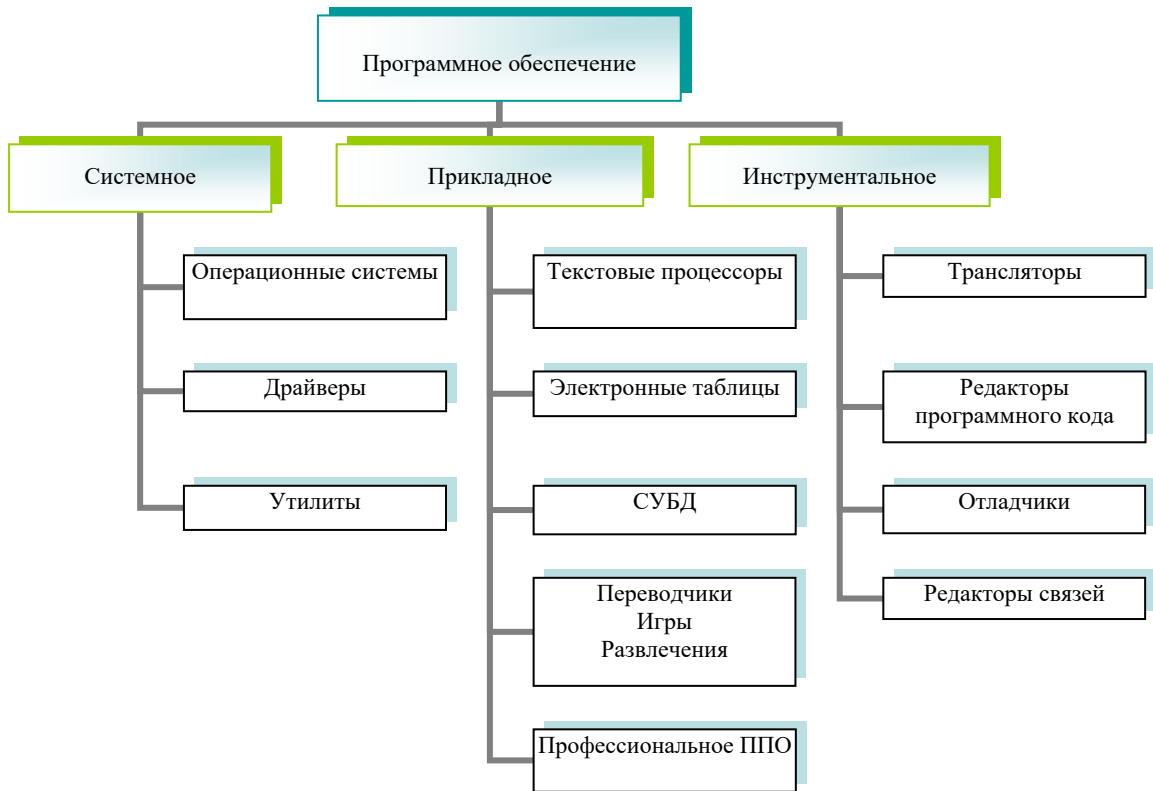 Программное обеспечение
Системное
Прикладное
Инструментальное
Операционные системы
Драйверы
Утилиты
Текстовые процессоры
Электронные таблицы
СУБД
Переводчики
Игры
Развлечения
Профессиональное ППО
Трансляторы
Редакторы
программного кода
Отладчики
Редакторы связей